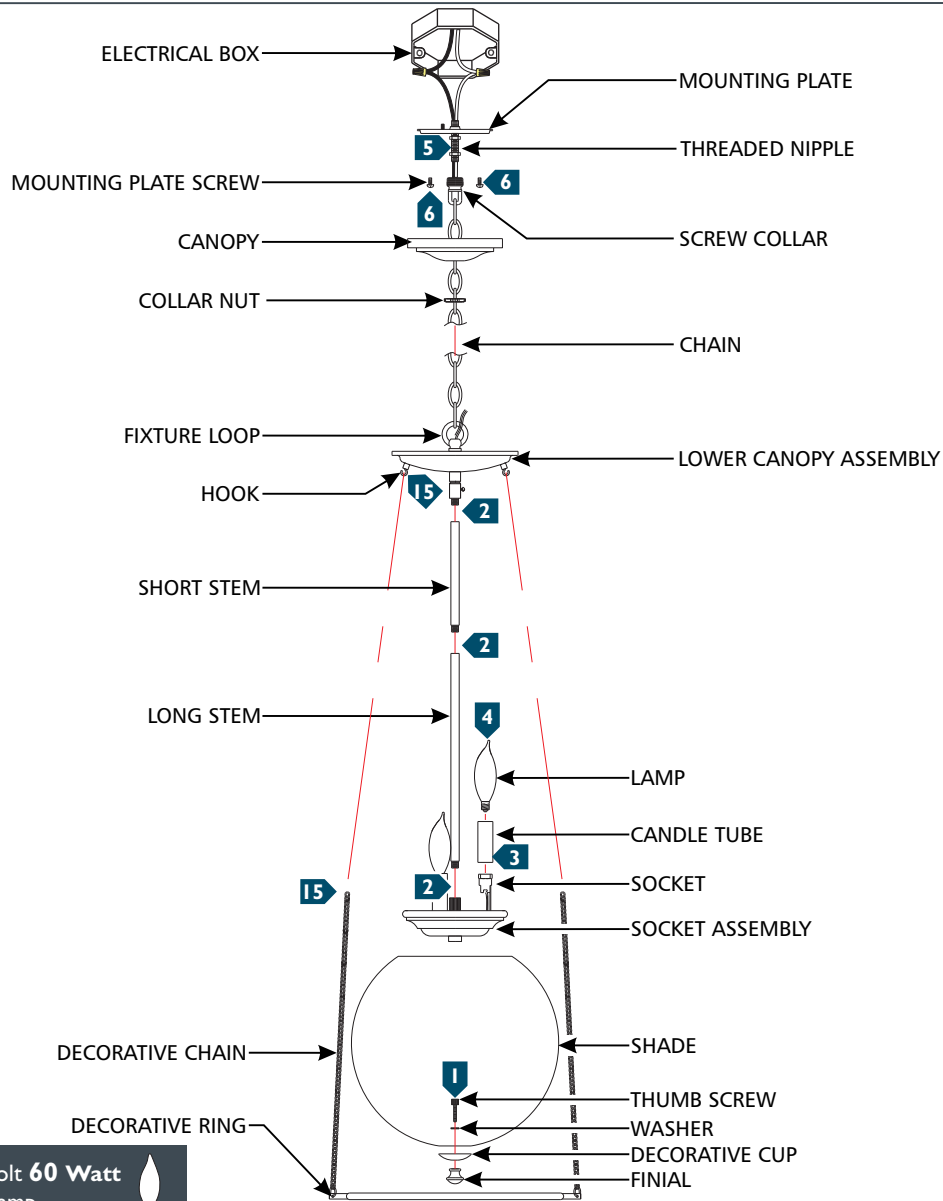 ELECTRICAL BOX
MOUNTING PLATE
5
THREADED NIPPLE
MOUNTING PLATE SCREW
6
6
SCREW COLLAR
CANOPY
COLLAR NUT
CHAIN
FIXTURE LOOP
LOWER CANOPY ASSEMBLY
HOOK
15
2
SHORT STEM
2
LONG STEM
4
LAMP
CANDLE TUBE
3
SOCKET
15
2
SOCKET ASSEMBLY
SHADE
DECORATIVE CHAIN
1
THUMB SCREW
WASHER
DECORATIVE RING
DECORATIVE CUP
FINIAL
olt 60 Watt